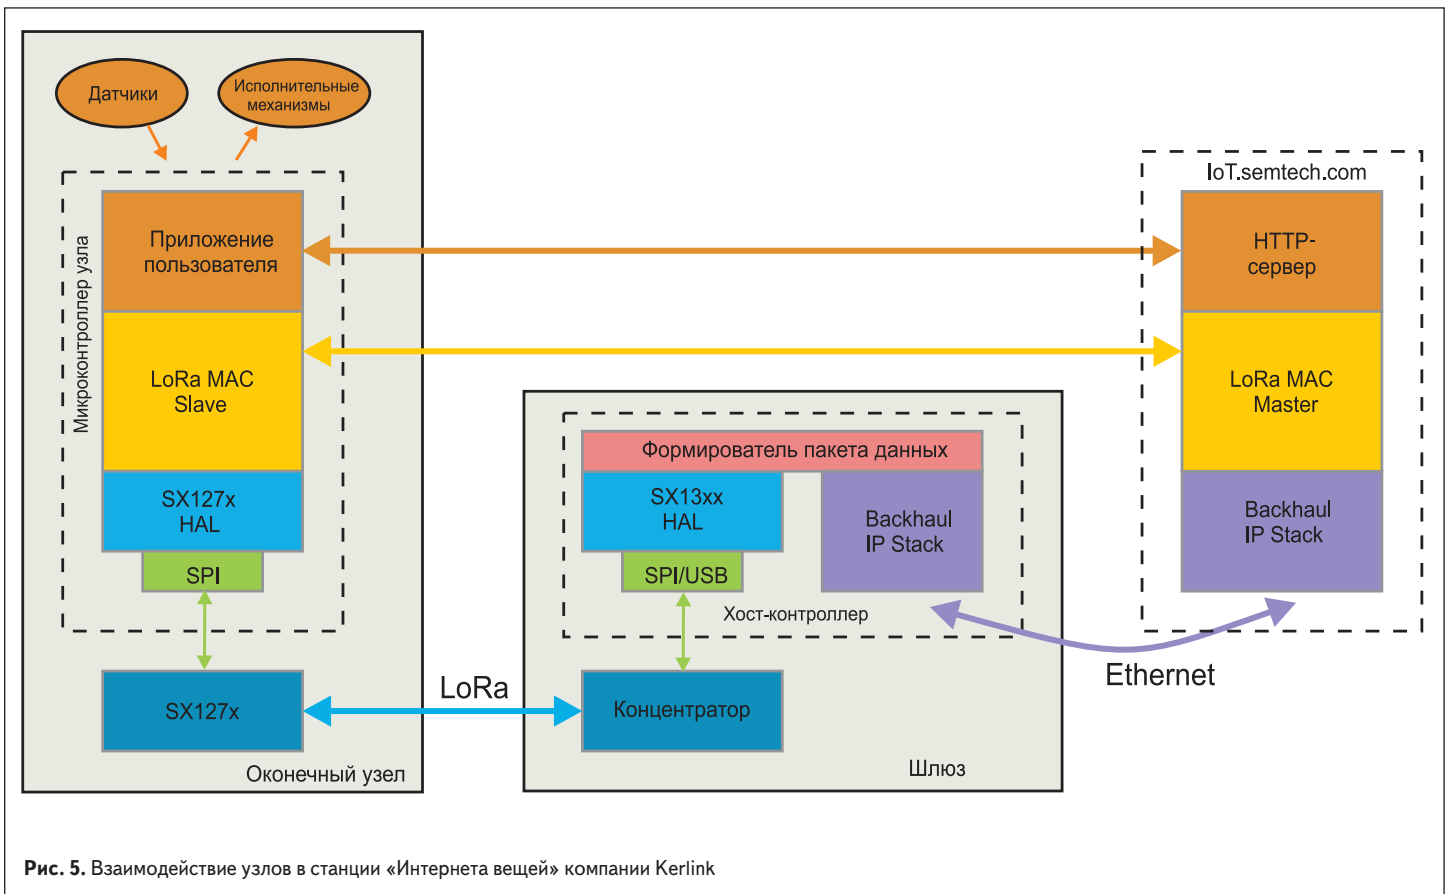 Датчики
Исполнительные
механизмы
Микроконтроллер узла
Приложение
пользователя
LoRa MAC
Slave
SX127x
HAL
SPI
SX127x
Оконечный узел
LoRa
Формирователь пакета данных
SX13xx
HAL
Backhaul
IP Stack
SPI/USB
Хост-контроллер
Концентратор
Шлюз
IoT.semtech.com
HTTP-
сервер
LoRa MAC
Master
Backhaul
IP Stack
Ethernet
Рис. 5. Взаимодействие узлов в станции «Интернета вещей» компании Kerlink